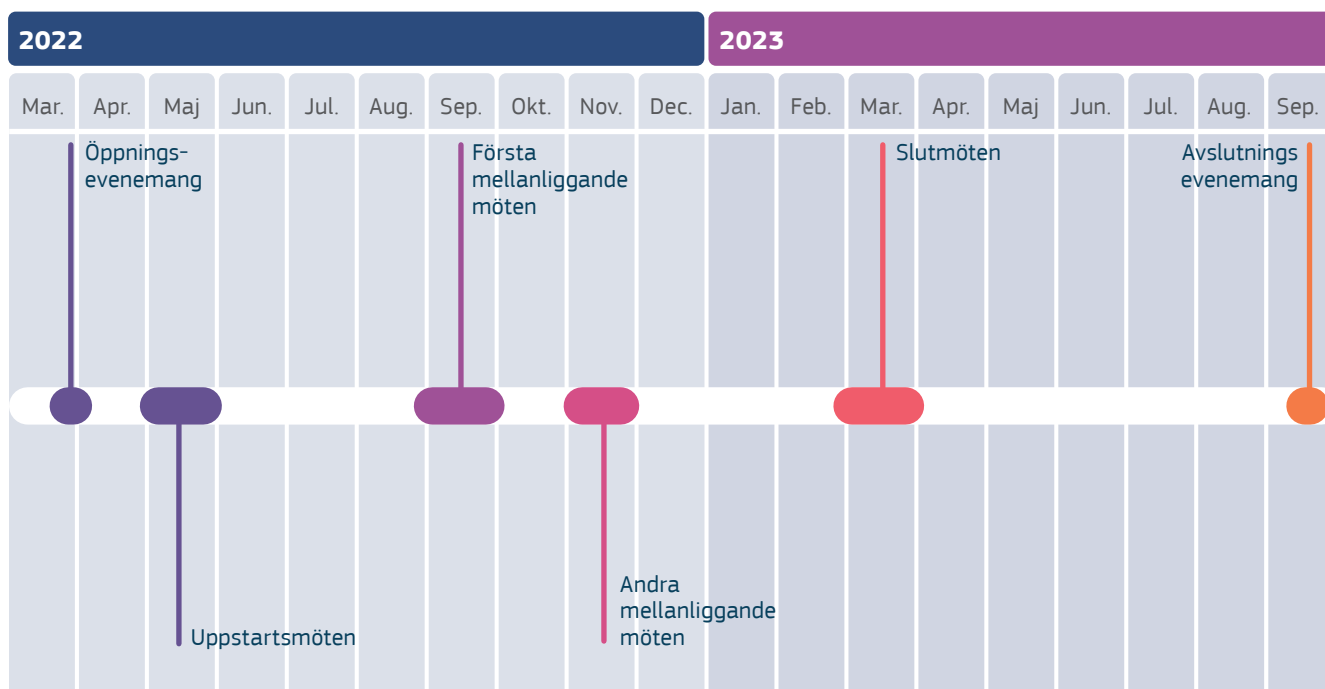 2022
2023
Mar.
Apr.
Maj
Jun.
Jul.
Aug.
Sep.
Okt.
Nov.
Dec.
Jan.
Feb.
Mar.
Apr.
Maj
Jun.
Jul.
Aug.
Sep.
Öppnings-
evenemang
Första
mellanliggande
möten
Slutmöten
Avslutnings
evenemang
Uppstartsmöten
Andra
mellanliggande
möten